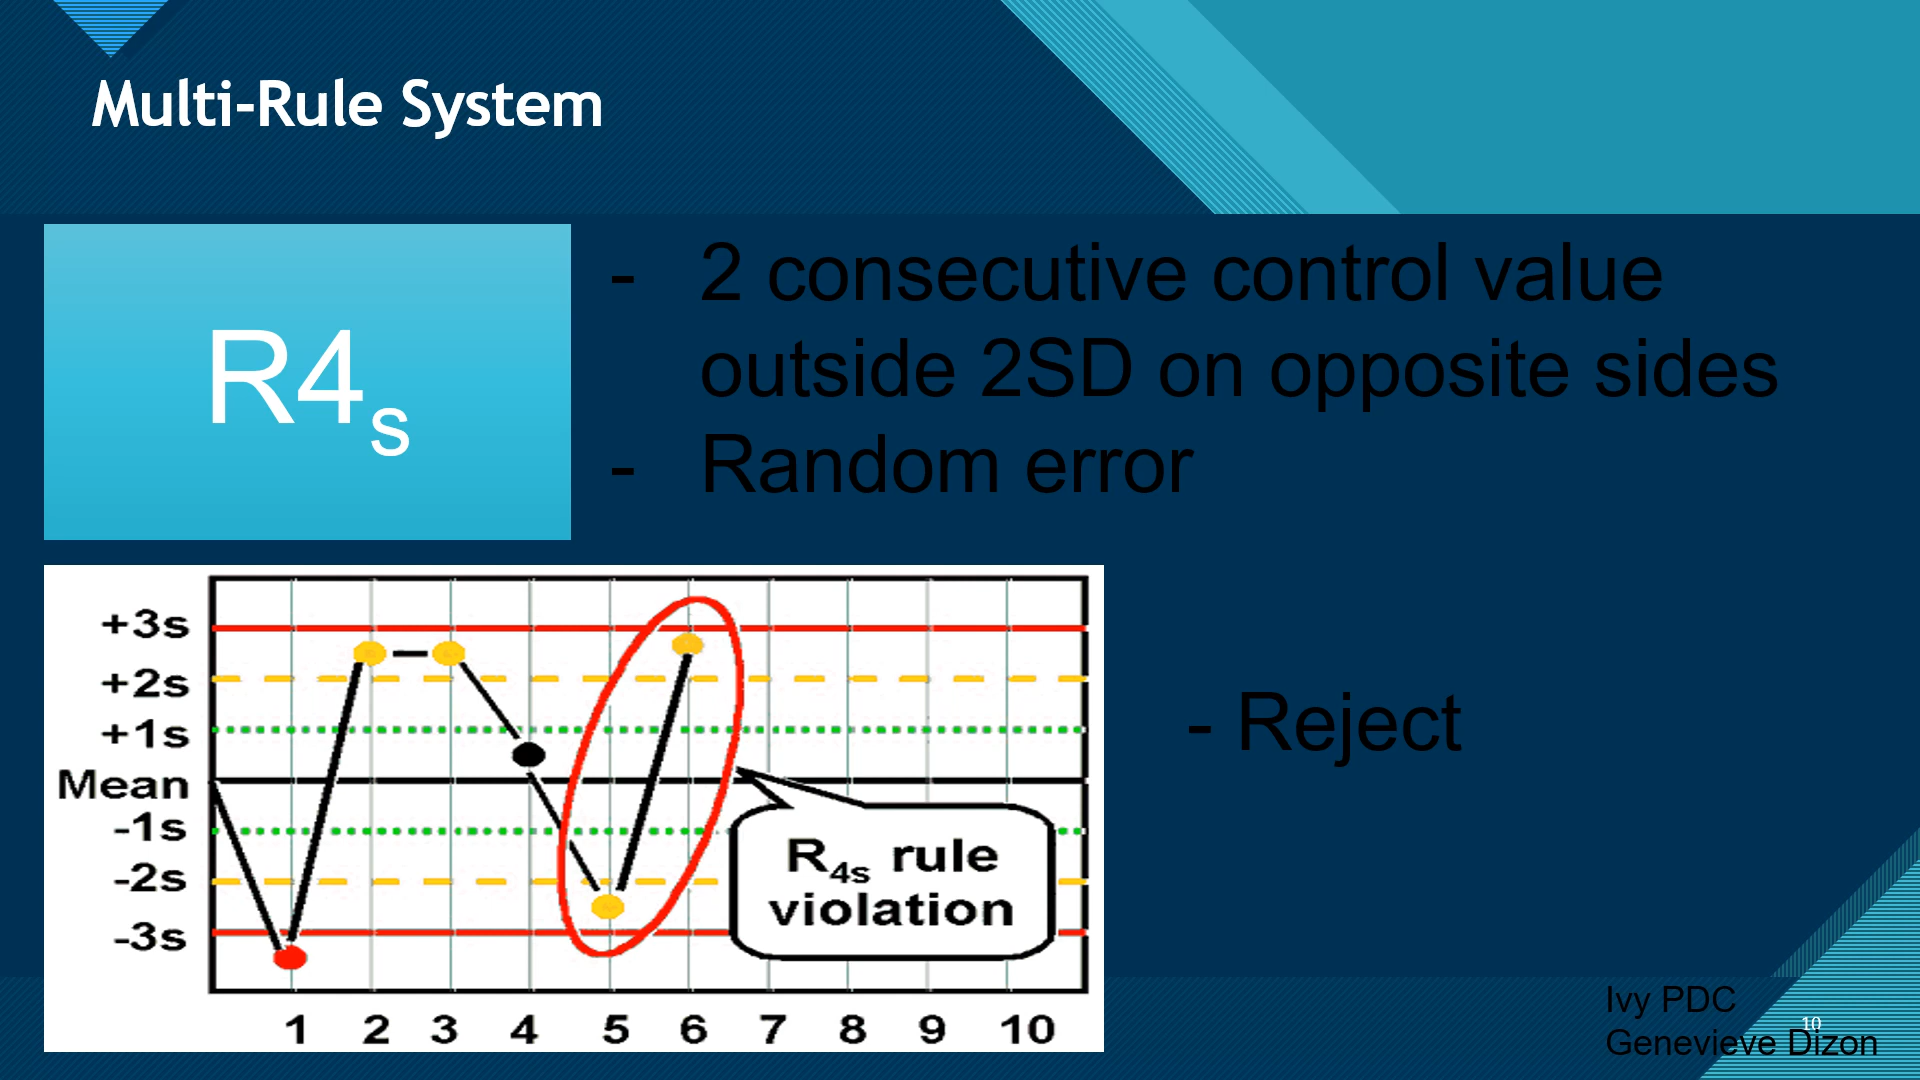 Multi-Rule System
R4s
- 2 consecutive control value
outside 2SD on opposite sides
- Random error
+3s
+2s
+1s
Mean
-1s
-2s
-3s
R4s rule
violation
1 2 3 4 5 6 7 8 9 10
- Reject
Ivy PDC
Genevieve Dizon
10